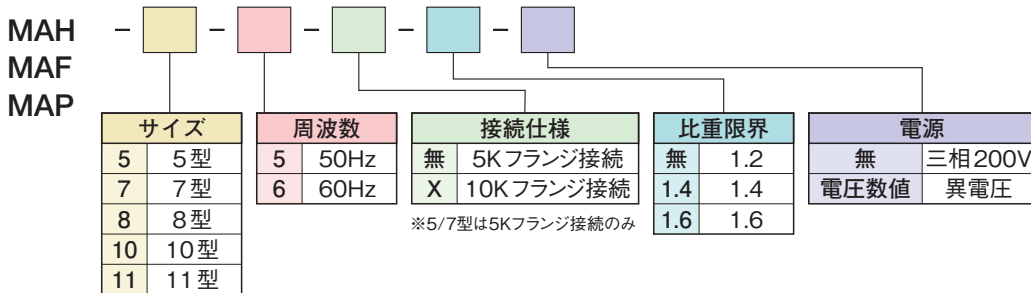 MAH - - - - -
MAF
MAP
サイズ 周波数 接続仕様 比重限界 電源
5 5型 5 50Hz 無 5Kフランジ接続 無 1.2 無 三相200V
7 7型 6 60Hz X 10Kフランジ接続 1.4 1.4 電圧数値 異電圧
8 8型 ※5/7型は5Kフランジ接続のみ 1.6 1.6
10 10型
11 11型